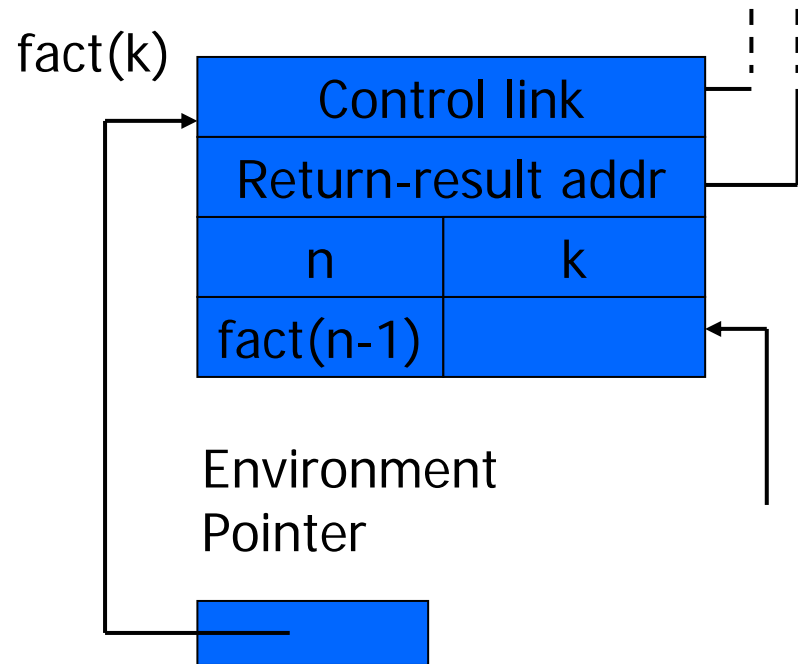 fact(k)
Control link
Return-result addr
n k
fact(n-1)
Environment
Pointer